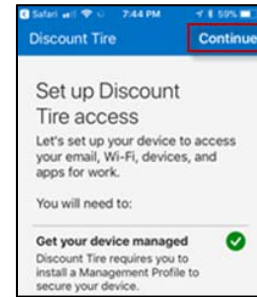 Safari 7:44 PM 59%
Discount Tire Continue
Set up Discount
Tire access
Let's set up your device to access
your email, Wi-Fi, devices, and
apps for work.
You will need to:
Get your device managed
Discount Tire requires you to
install a Management Profile to
secure your device.